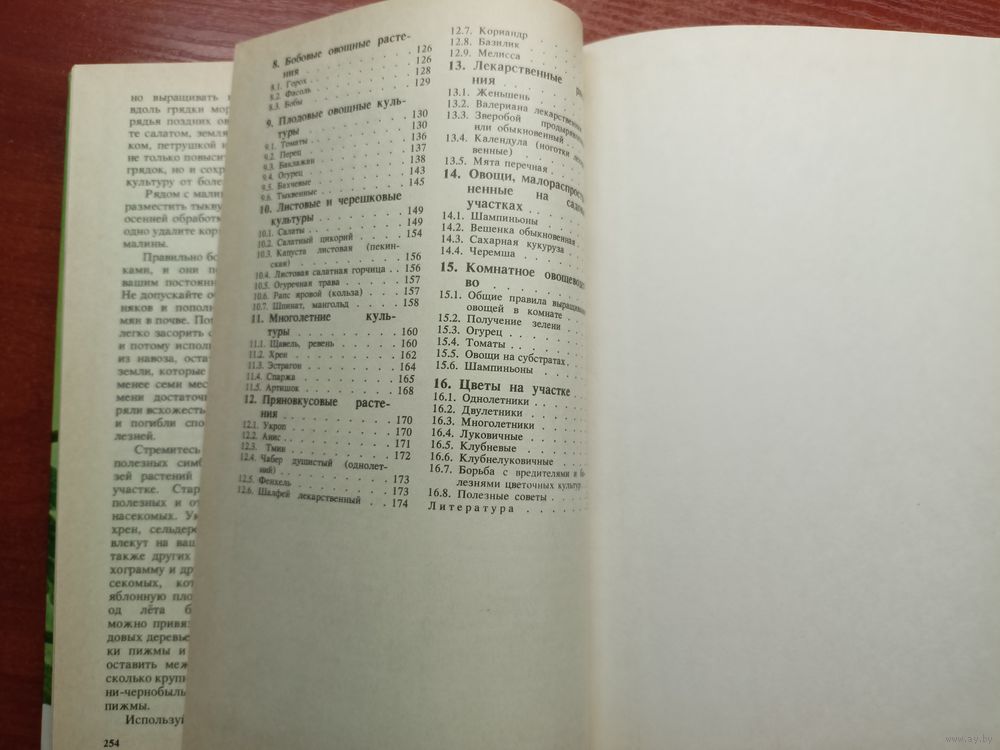 но выращивать
вдоль грядки мор
рядья поздних ов
те салатом, земля
ком, петрушкой и
не только повысит
грядок, но и сохр
культуру от боле
Рядом с малин
разместить тыкву
осенней обработк
одно удалите кор
малины.
Правильно бо
ками, и они по
вашим постоянн
Не допускайте о
няков и попол
мян в почве. По
легко засорить
и потому испол
из навоза, оста
земли, которые
менее семи мес
мени достаточ
ряли всхожесть
и погибли спо
лезней.
Стремитесь
полезных сим
зей растений
участке. Стар
полезных и от
насекомых. Ук
хрен, сельдере
влекут на ваш
также других
хограмму и др
секомых, кот
яблонную пло
од лёта б
можно привяз
довых деревье
ки пижмы и
оставить меж
сколько крупн
ни-чернобыль
пижмы.
Используй
254
8. Бобовые овощные расте-
ния . . . . . . . . 126
8.1. Горох . . . . . . . . 126
8.2. Фасоль . . . . . . . . 128
8.3. Бобы . . . . . . . . 129
9. Плодовые овощные куль-
туры . . . . . . . . 130
9.1. Томаты . . . . . . . . 130
9.2. Перец . . . . . . . . 136
9.3. Баклажан . . . . . . . . 137
9.4. Огурец . . . . . . . . 138
9.5. Бахчевые . . . . . . . . 143
9.6. Тыквенные . . . . . . . . 145
10. Листовые и черешковые
культуры . . . . . . . . 149
10.1. Салаты . . . . . . . . 149
10.2. Салатный цикорий . . . . 154
10.3. Капуста листовая (пекин-
ская) . . . . . . . . 156
10.4. Листовая салатная горчица . . 156
10.5. Огуречная трава . . . . . 157
10.6. Рапс яровой (кольза) . . . . 157
10.7. Шпинат, мангольд . . . . 158
11. Многолетние куль-
туры . . . . . . . . 160
11.1. Щавель, ревень . . . . . 160
11.2. Хрен . . . . . . . . 162
11.3. Эстрагон . . . . . . . . 164
11.4. Спаржа . . . . . . . . 165
11.5. Артишок . . . . . . . . 168
12. Пряновкусовые расте-
ния . . . . . . . . 170
12.1. Укроп . . . . . . . . 170
12.2. Анис . . . . . . . . 171
12.3. Тмин . . . . . . . . 172
12.4. Чабер душистый (однолет-
ний) . . . . . . . . 173
12.5. Фенхель . . . . . . . . 173
12.6. Шалфей лекарственный . . 174
12.7. Кориандр
12.8. Базилик
12.9. Мелисса
13. Лекарственные ра
ния
13.1. Женьшень
13.2. Валериана лекарственная
13.3. Зверобой продырявленный
или обыкновенный
13.4. Календула (ноготки лекар
венные)
13.5. Мята перечная
14. Овощи, малораспрост
ненные на садов
участках
14.1. Шампиньоны
14.2. Вешенка обыкновенная
14.3. Сахарная кукуруза
14.4. Черемша
15. Комнатное овощевод
во
15.1. Общие правила выращивания
овощей в комнате
15.2. Получение зелени
15.3. Огурец
15.4. Томаты
15.5. Овощи на субстратах
15.6. Шампиньоны
16. Цветы на участке
16.1. Однолетники
16.2. Двулетники
16.3. Многолетники
16.4. Луковичные
16.5. Клубневые
16.6. Клубнелуковичные
16.7. Борьба с вредителями и бо
лезнями цветочных культур
16.8. Полезные советы
Литература
www.ay.by